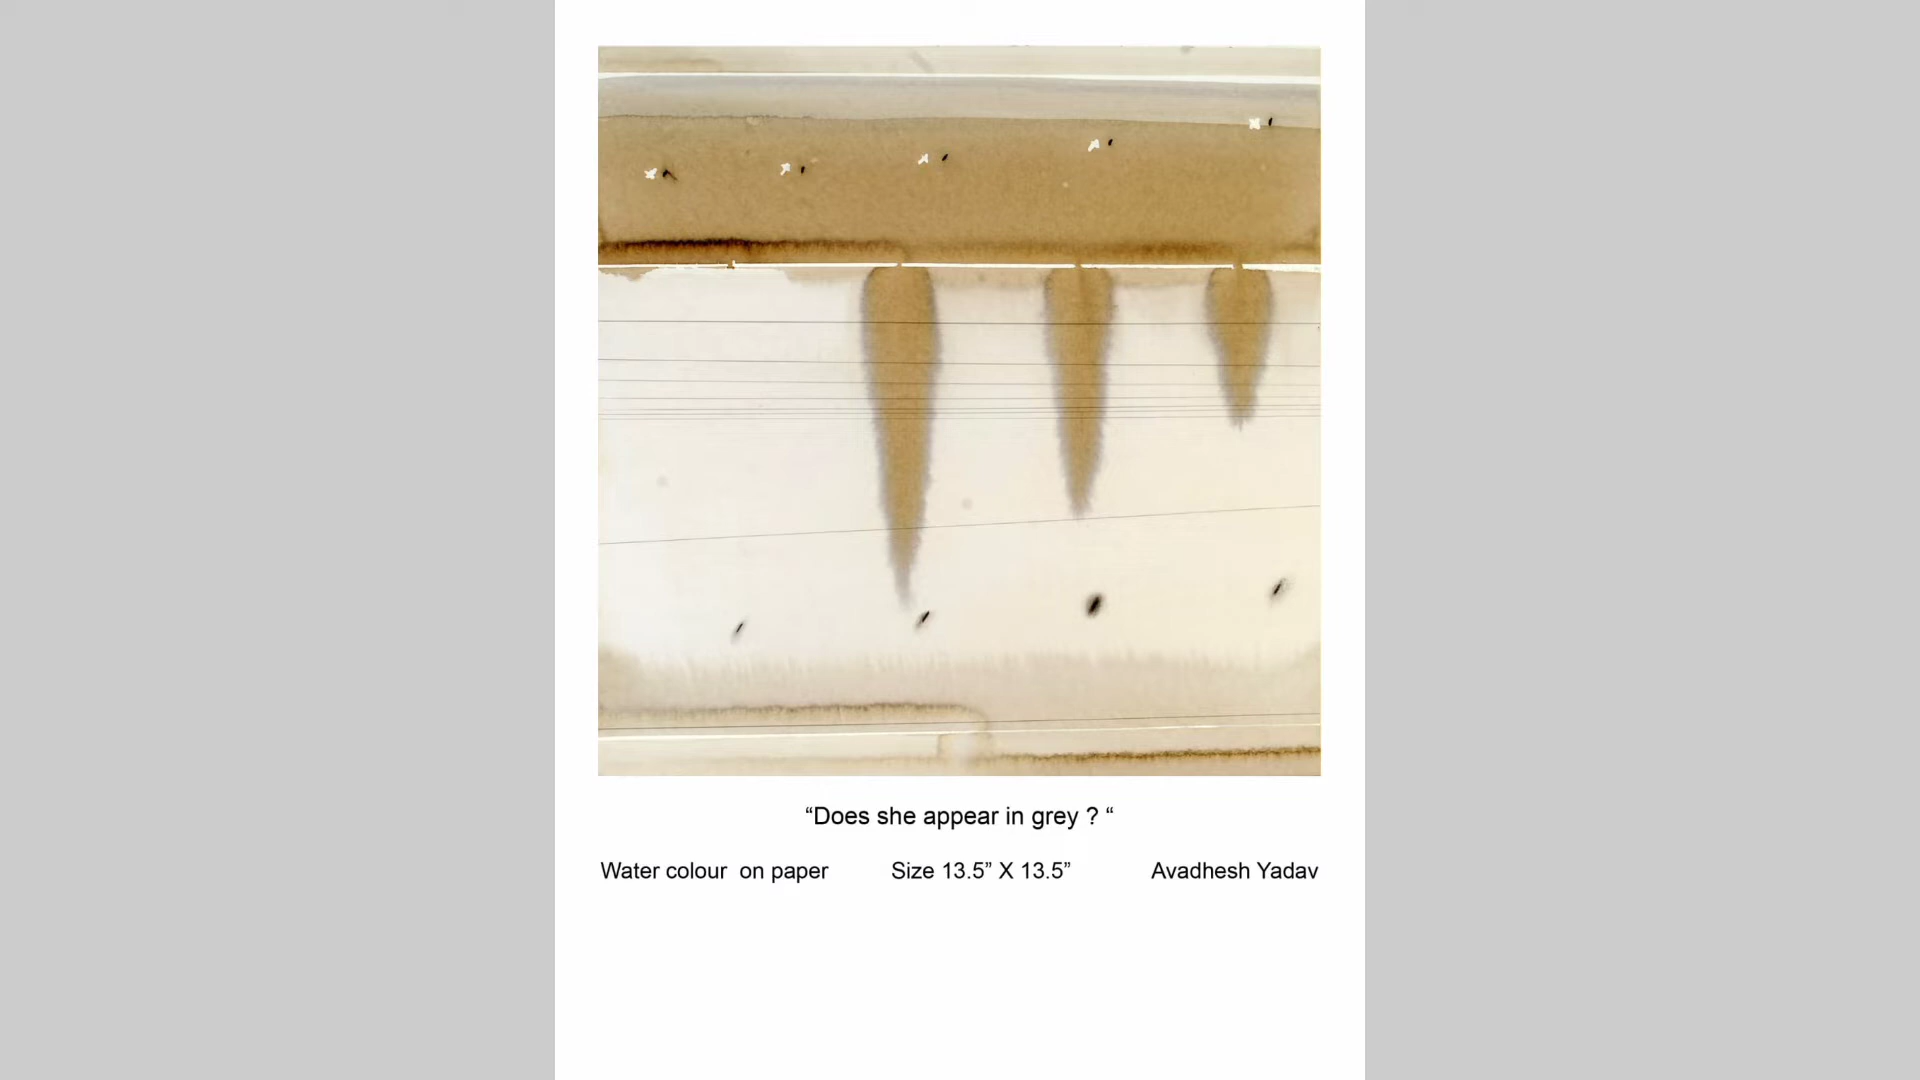 “Does she appear in grey ? “
Water colour  on paper Size 13.5” X 13.5” Avadhesh Yadav